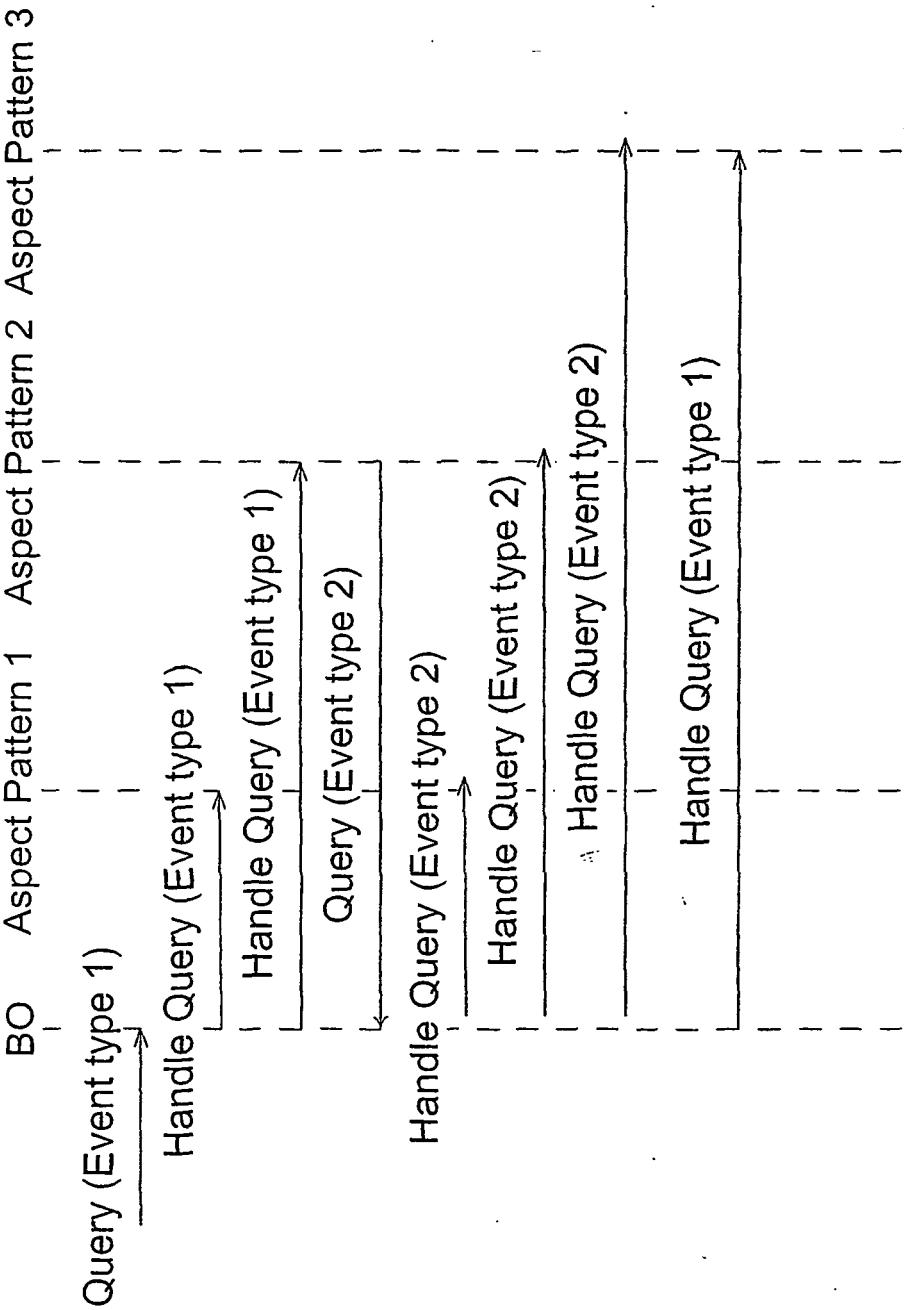 BO Aspect Pattern 1 Aspect Pattern 2 Aspect Pattern 3
Query (Event type 1)
Handle Query (Event type 1)
Handle Query (Event type 1)
Query (Event type 2)
Handle Query (Event type 2)
Handle Query (Event type 2)
Handle Query (Event type 2)
Handle Query (Event type 1)